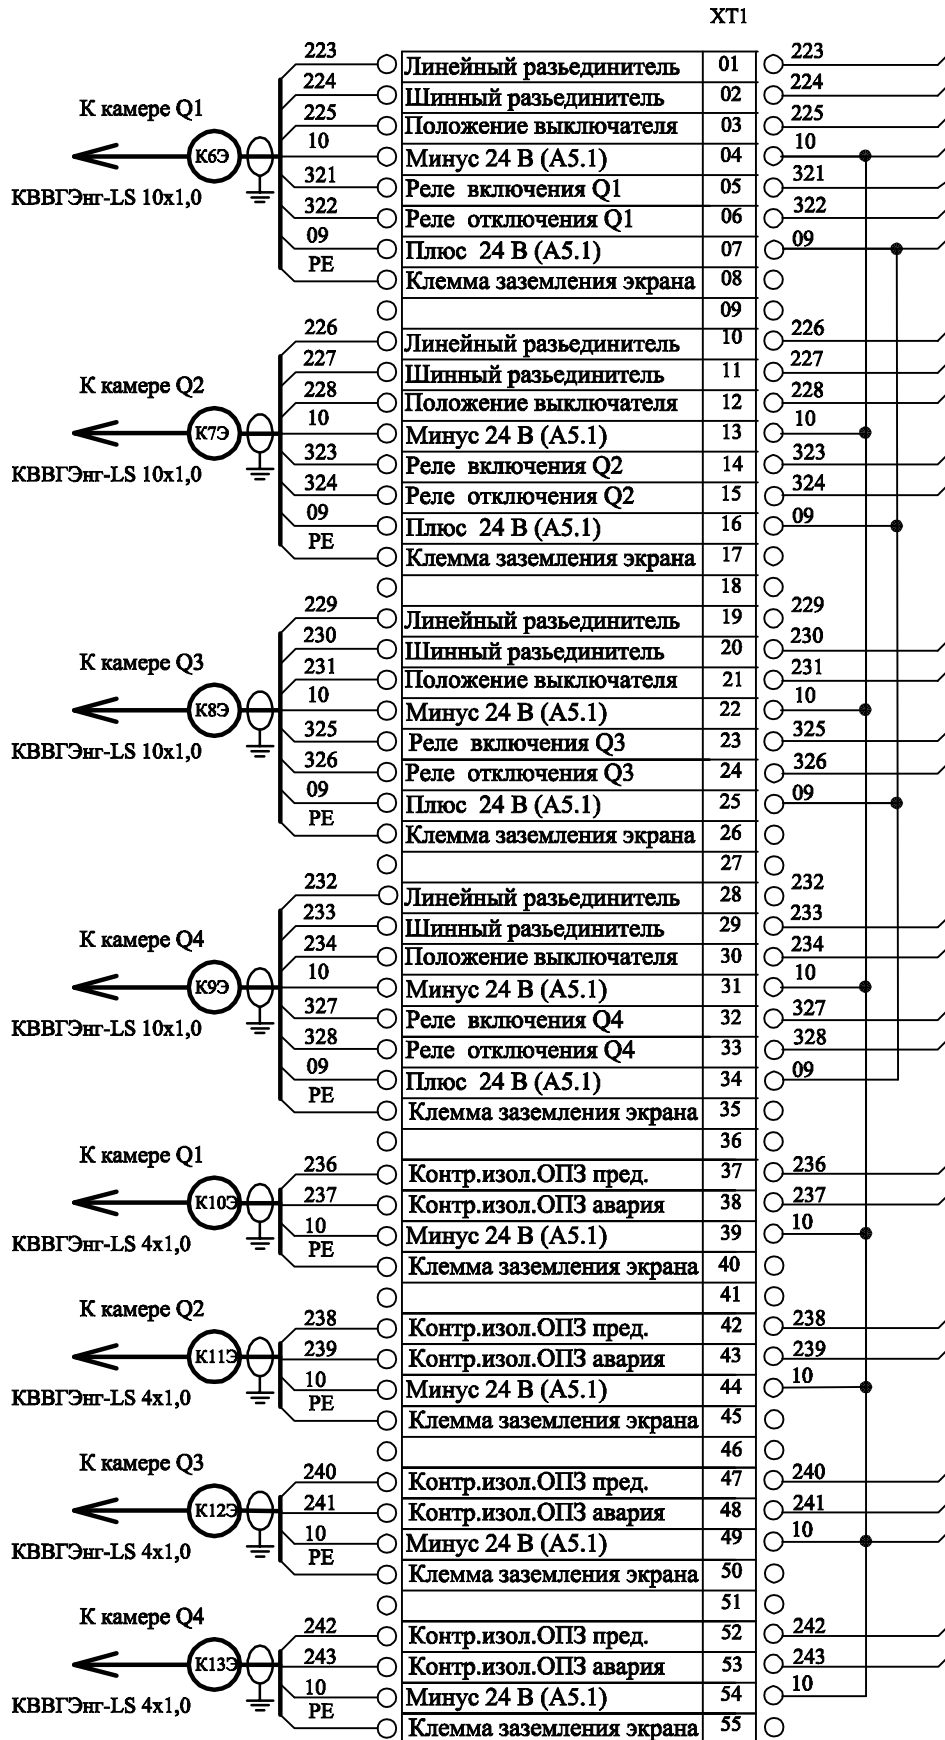 XT1
223 Линейный разьединитель 01 223
224 Шинный разьединитель 02 224
К камере Q1
225 Положение выключателя 03 225
К6Э 10 Минус 24 В (А5.1) 04 10
321 Реле включения Q1 05 321
КВВГЭнг-LS 10x1,0
322 Реле отключения Q1 06 322
09 Плюс 24 В (А5.1) 07 09
PE Клемма заземления экрана 08
09
226 Линейный разьединитель 10 226
227 Шинный разьединитель 11 227
К камере Q2
228 Положение выключателя 12 228
К7Э 10 Минус 24 В (А5.1) 13 10
323 Реле включения Q2 14 323
КВВГЭнг-LS 10x1,0
324 Реле отключения Q2 15 324
09 Плюс 24 В (А5.1) 16 09
PE Клемма заземления экрана 17
18
229 Линейный разьединитель 19 229
230 Шинный разьединитель 20 230
К камере Q3
231 Положение выключателя 21 231
К8Э 10 Минус 24 В (А5.1) 22 10
325 Реле включения Q3 23 325
КВВГЭнг-LS 10x1,0
326 Реле отключения Q3 24 326
09 Плюс 24 В (А5.1) 25 09
PE Клемма заземления экрана 26
27
232 Линейный разьединитель 28 232
233 Шинный разьединитель 29 233
К камере Q4
234 Положение выключателя 30 234
К9Э 10 Минус 24 В (А5.1) 31 10
327 Реле включения Q4 32 327
КВВГЭнг-LS 10x1,0
328 Реле отключения Q4 33 328
09 Плюс 24 В (А5.1) 34 09
PE Клемма заземления экрана 35
36
К камере Q1
236 Контр.изол.ОПЗ пред. 37 236
К10Э 237 Контр.изол.ОПЗ авария 38 237
10 Минус 24 В (А5.1) 39 10
КВВГЭнг-LS 4x1,0
PE Клемма заземления экрана 40
41
К камере Q2
238 Контр.изол.ОПЗ пред. 42 238
К11Э 239 Контр.изол.ОПЗ авария 43 239
10 Минус 24 В (А5.1) 44 10
КВВГЭнг-LS 4x1,0
PE Клемма заземления экрана 45
46
К камере Q3
240 Контр.изол.ОПЗ пред. 47 240
К12Э 241 Контр.изол.ОПЗ авария 48 241
10 Минус 24 В (А5.1) 49 10
КВВГЭнг-LS 4x1,0
PE Клемма заземления экрана 50
51
К камере Q4
242 Контр.изол.ОПЗ пред. 52 242
К13Э 243 Контр.изол.ОПЗ авария 53 243
10 Минус 24 В (А5.1) 54 10
КВВГЭнг-LS 4x1,0
PE Клемма заземления экрана 55